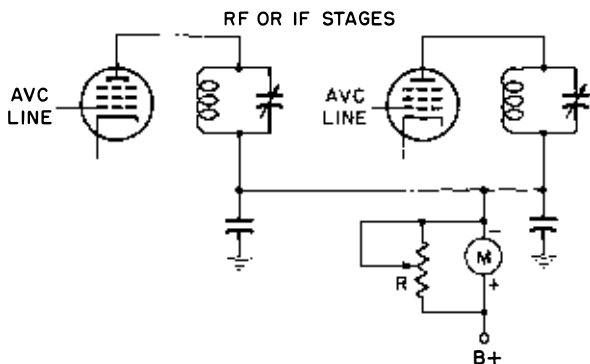 RF OR IF STAGES
AVC
LINE
AVC
LINE
−
M
R
+
B+